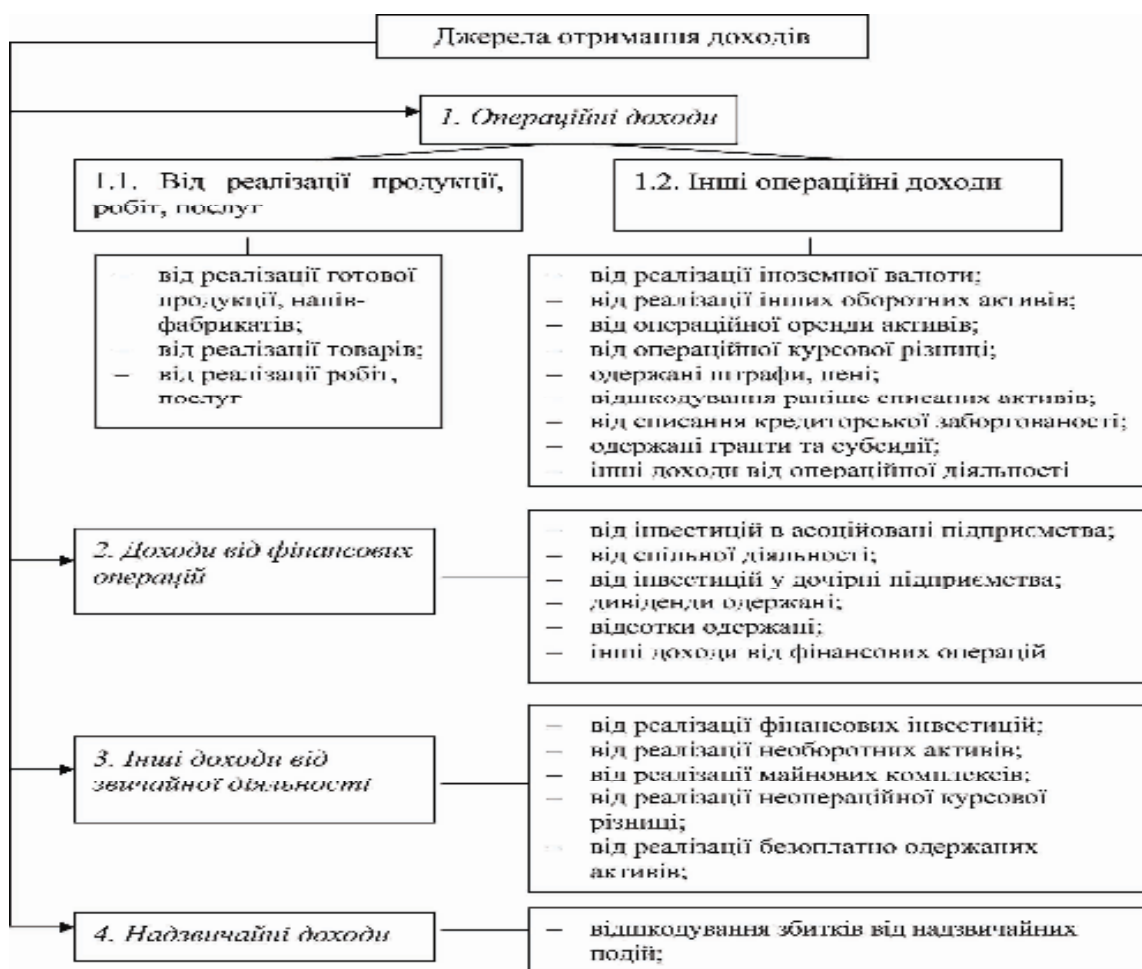 Джерела отримання доходів
1. Операційні доходи
1.1. Від реалізації продукції,
робіт, послуг
1.2. Інші операційні доходи
– від реалізації готової
продукції, напів-
фабрикатів;
– від реалізації товарів;
– від реалізації робіт,
послуг
– від реалізації іноземної валюти;
– від реалізації інших оборотних активів;
– від операційної оренди активів;
– від операційної курсової різниці;
– одержані штрафи, пені;
– відшкодування раніше списаних активів;
– від списання кредиторської заборгованості;
– одержані гранти та субсидії;
– інші доходи від операційної діяльності
2. Доходи від фінансових
операцій
– від інвестицій в асоційовані підприємства;
– від спільної діяльності;
– від інвестицій у дочірні підприємства;
– дивіденди одержані;
– відсотки одержані;
– інші доходи від фінансових операцій
3. Інші доходи від
звичайної діяльності
– від реалізації фінансових інвестицій;
– від реалізації необоротних активів;
– від реалізації майнових комплексів;
– від реалізації неопераційної курсової
різниці;
– від реалізації безоплатно одержаних
активів;
4. Надзвичайні доходи
– відшкодування збитків від надзвичайних
подій;